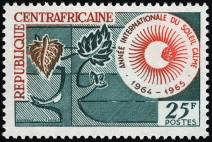 REPUBLIQUE
CENTRAFRICAINE
ANNÉE INTERNATIONALE DU SOLEIL CALME
1964-1965
25F
POSTES